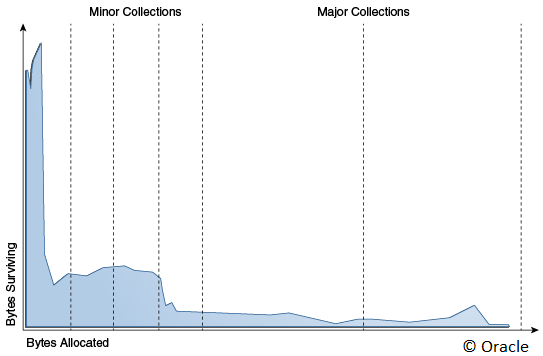 Minor Collections
Major Collections
Bytes Surviving
Bytes Allocated
© Oracle